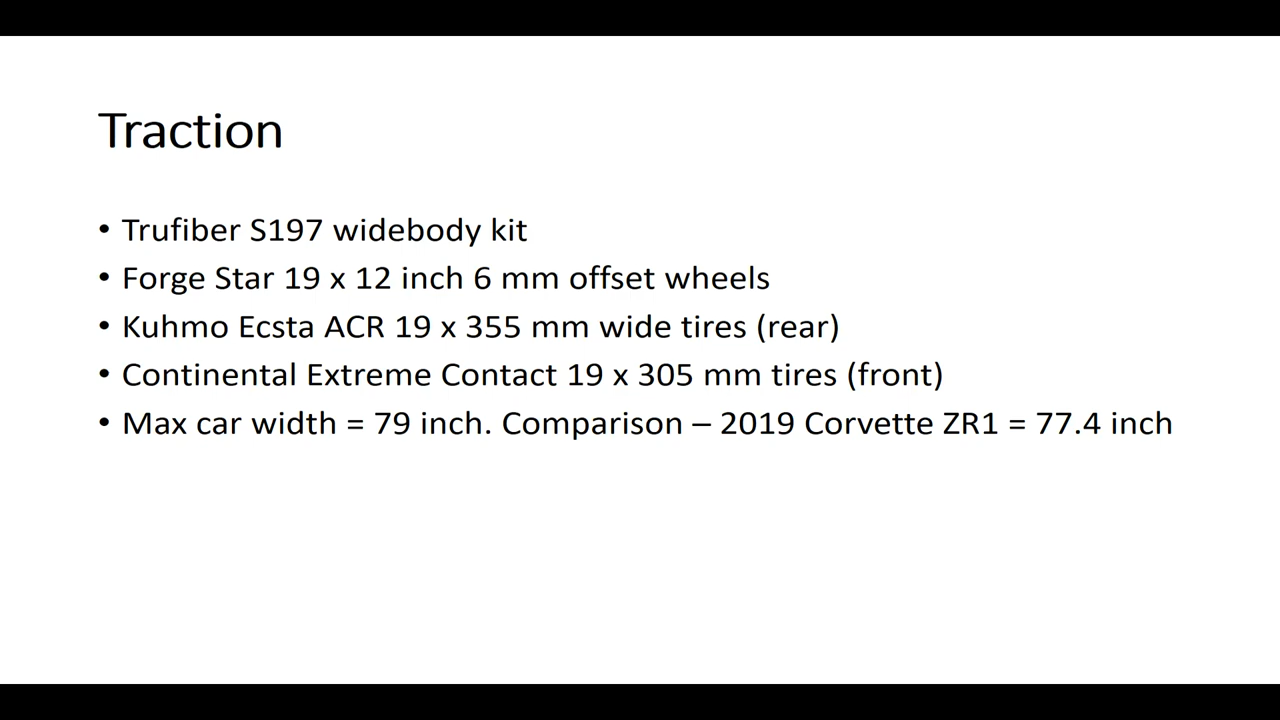 Traction
• Trufiber S197 widebody kit
• Forge Star 19 x 12 inch 6 mm offset wheels
• Kuhmo Ecsta ACR 19 x 355 mm wide tires (rear)
• Continental Extreme Contact 19 x 305 mm tires (front)
• Max car width = 79 inch. Comparison – 2019 Corvette ZR1 = 77.4 inch